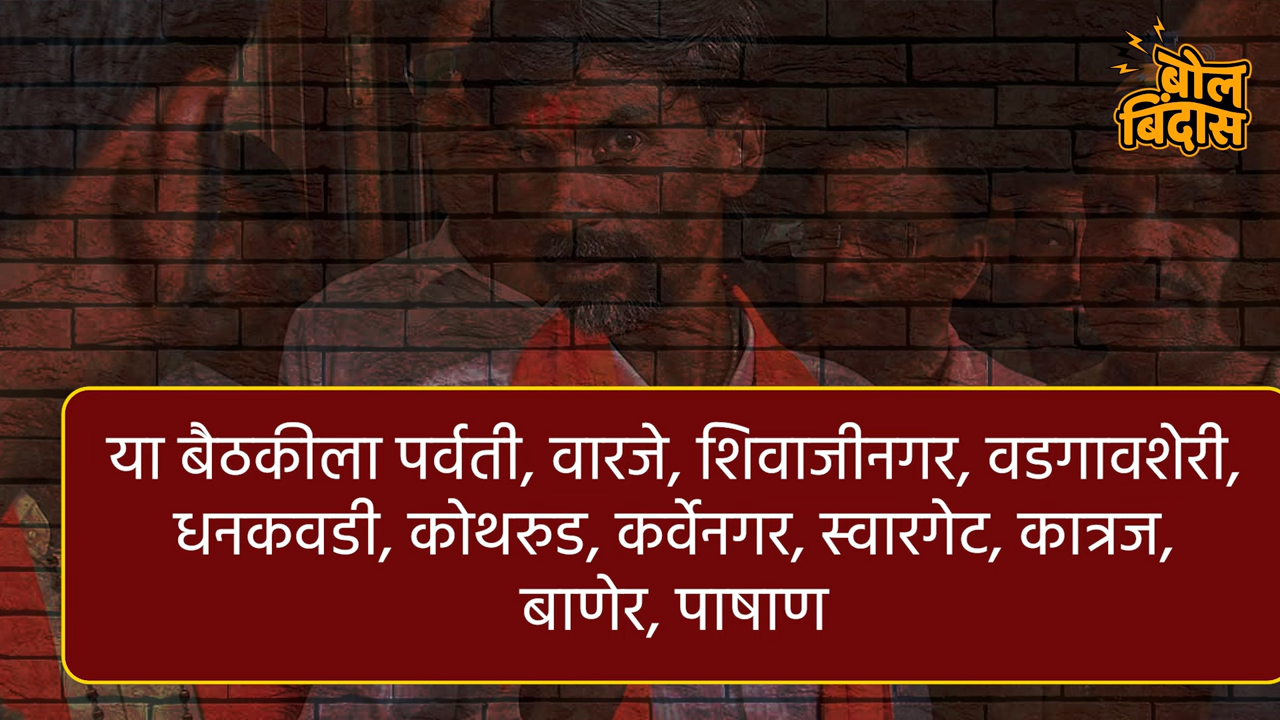 बोल
बिंदास
या बैठकीला पर्वती, वारजे, शिवाजीनगर, वडगावशेरी,
धनकवडी, कोथरुड, कर्वेनगर, स्वारगेट, कात्रज,
बाणेर, पाषाण